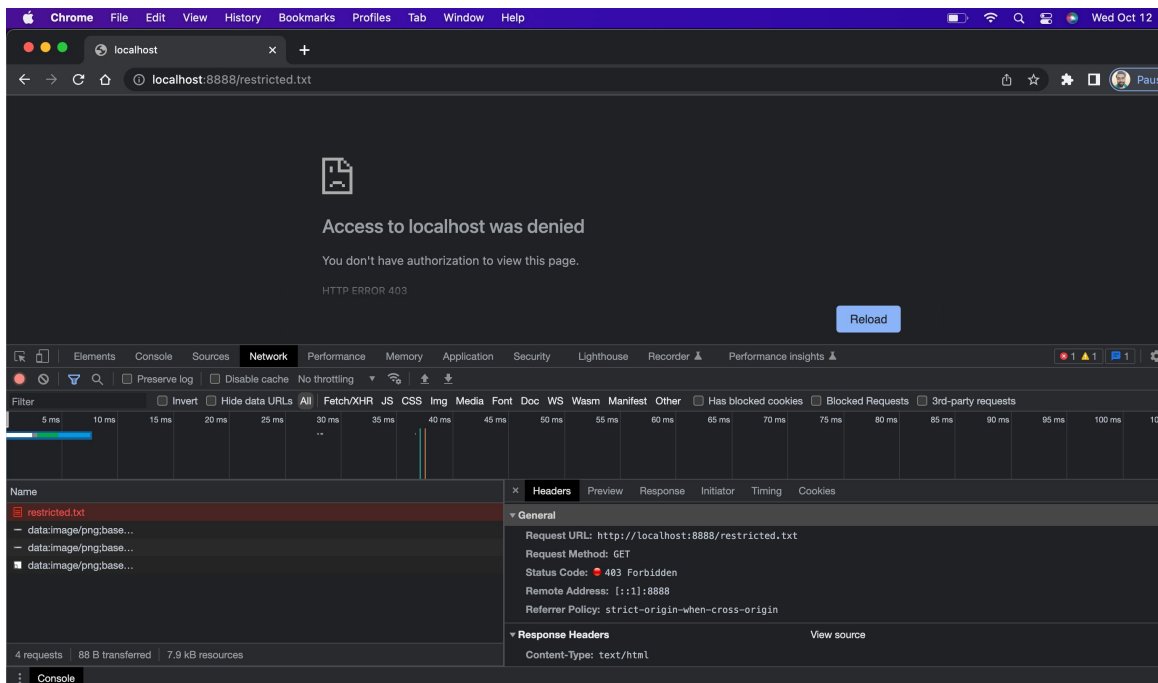 Chrome File Edit View History Bookmarks Profiles Tab Window Help Wed Oct 12
localhost
localhost:8888/restricted.txt Paus
Access to localhost was denied
You don't have authorization to view this page.
HTTP ERROR 403
Reload
Elements Console Sources Network Performance Memory Application Security Lighthouse Recorder Performance insights 1 1 1
Preserve log Disable cache No throttling
Filter Invert Hide data URLs All Fetch/XHR JS CSS Img Media Font Doc WS Wasm Manifest Other Has blocked cookies Blocked Requests 3rd-party requests
5 ms 10 ms 15 ms 20 ms 25 ms 30 ms 35 ms 40 ms 45 ms 50 ms 55 ms 60 ms 65 ms 70 ms 75 ms 80 ms 85 ms 90 ms 95 ms 100 ms 10
Name
restricted.txt
data:image/png;base…
data:image/png;base…
data:image/png;base…
4 requests 88 B transferred 7.9 kB resources
× Headers Preview Response Initiator Timing Cookies
General
Request URL: http://localhost:8888/restricted.txt
Request Method: GET
Status Code: 403 Forbidden
Remote Address: [::1]:8888
Referrer Policy: strict-origin-when-cross-origin
Response Headers View source
Content-Type: text/html
Console